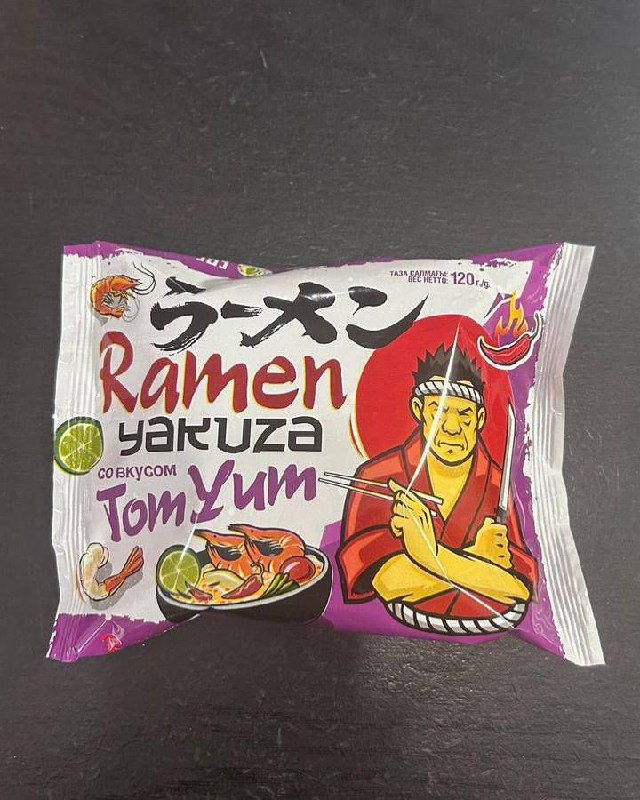 ТАЗА САЛМАҒЫ:
ВЕС НЕТТО: 120 г./g.
ラーメン
Ramen
yakuza
СО ВКУСОМ
Tom Yum